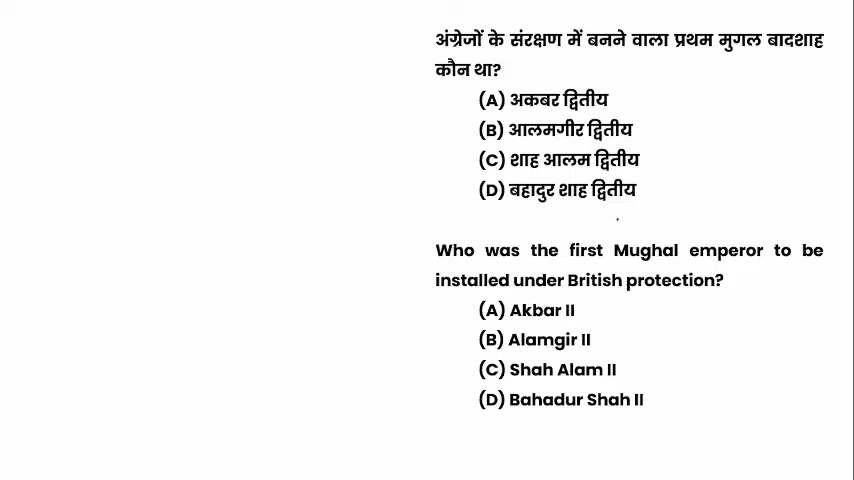 अंग्रेजों के संरक्षण में बनने वाला प्रथम मुगल बादशाह
कौन था?
(A) अकबर द्वितीय
(B) आलमगीर द्वितीय
(C) शाह आलम द्वितीय
(D) बहादुर शाह द्वितीय
Who was the first Mughal emperor to be
installed under British protection?
(A) Akbar II
(B) Alamgir II
(C) Shah Alam II
(D) Bahadur Shah II